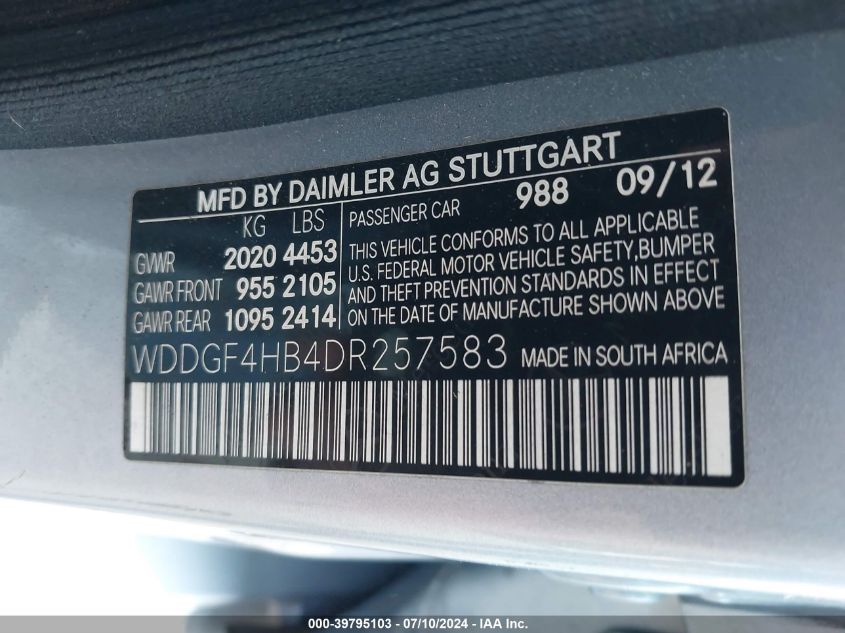 MFD BY DAIMLER AG STUTTGART
KG LBS
GVWR 2020 4453
GAWR FRONT 955 2105
GAWR REAR 1095 2414
PASSENGER CAR 988 09/12
THIS VEHICLE CONFORMS TO ALL APPLICABLE
U.S. FEDERAL MOTOR VEHICLE SAFETY,BUMPER
AND THEFT PREVENTION STANDARDS IN EFFECT
ON THE DATE OF MANUFACTURE SHOWN ABOVE
WDDGF4HB4DR257583 MADE IN SOUTH AFRICA
000-39795103 - 07/10/2024 - IAA Inc.